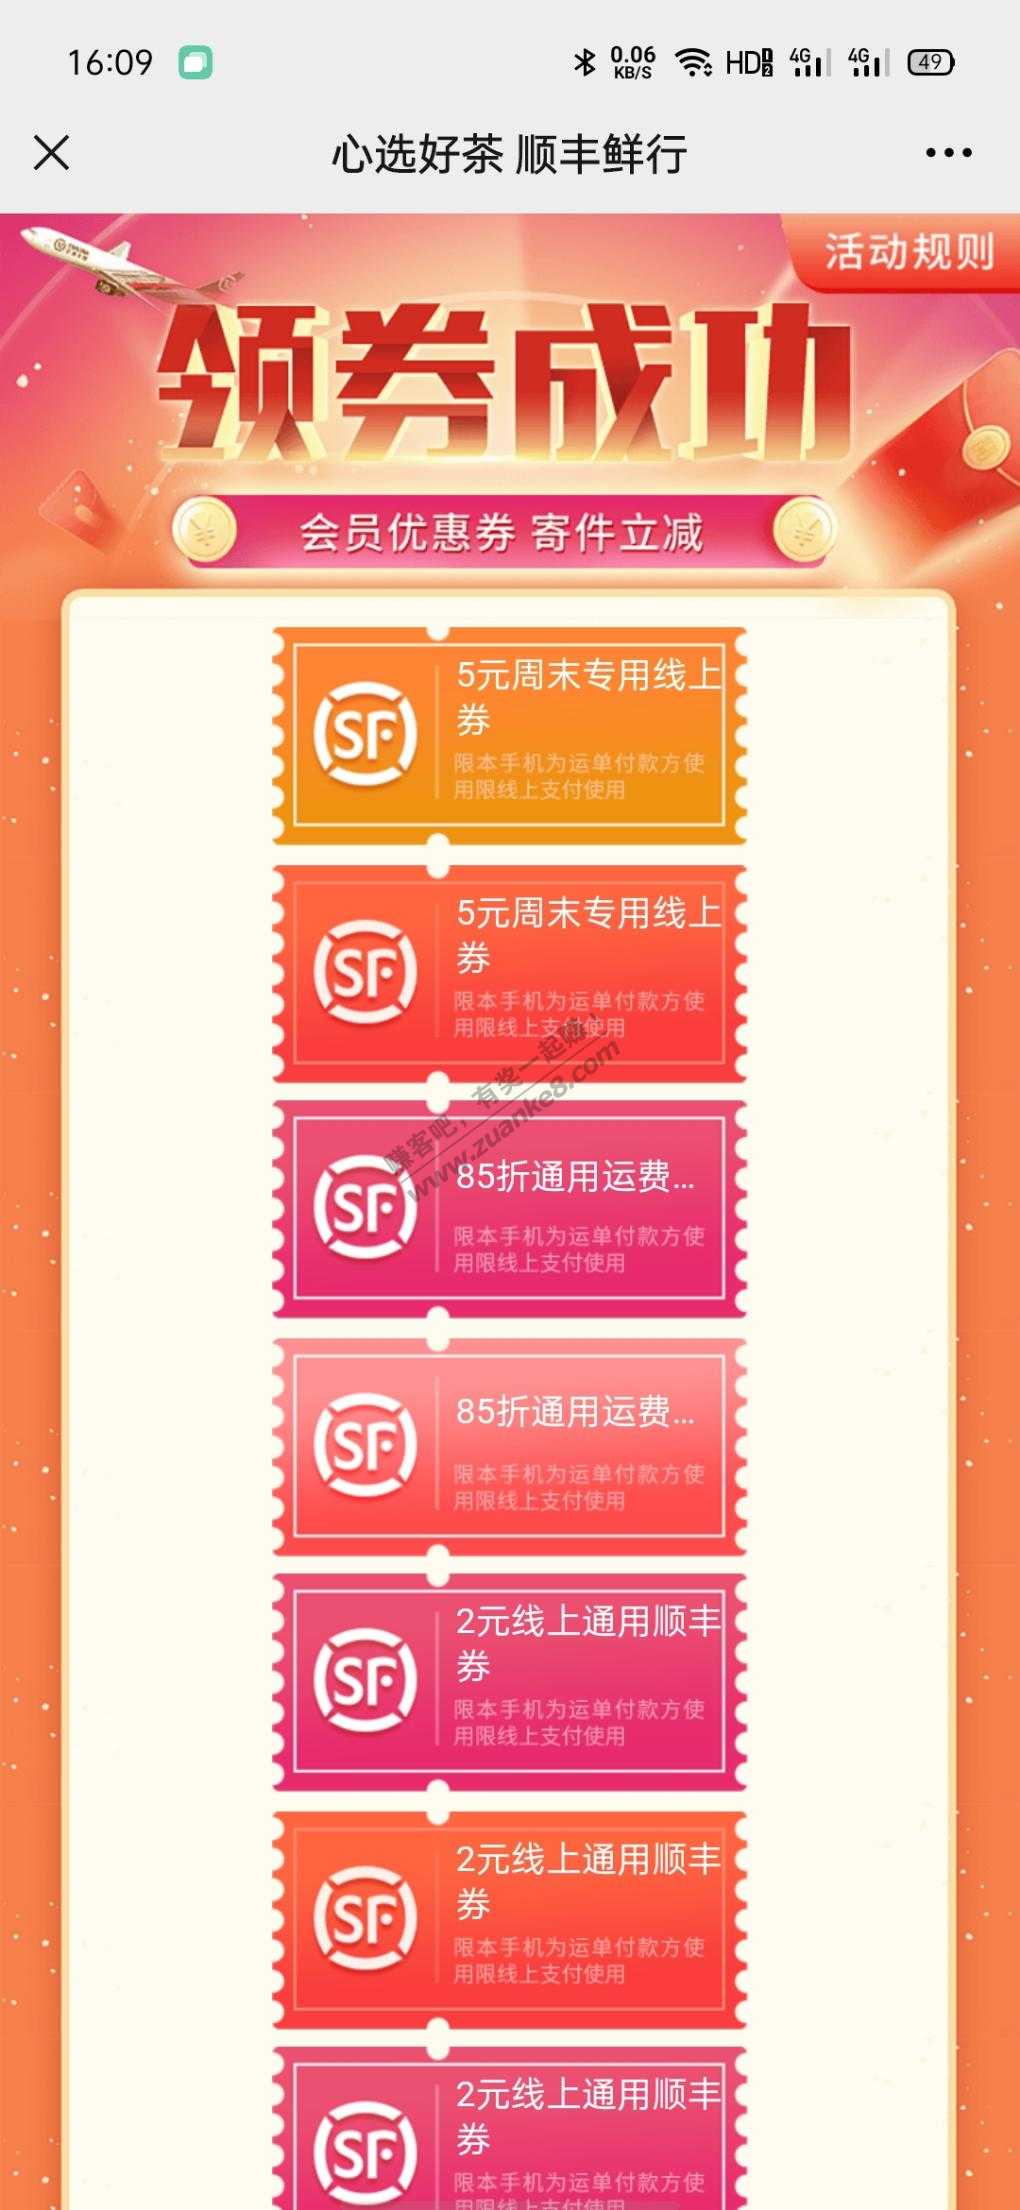 16:09
0.06
KB/S
HD
4G
4G
49
心选好茶 顺丰鲜行
活动规则
领券成功
会员优惠券 寄件立减
SF
5元周末专用线上
券
限本手机为运单付款方使
用限线上支付使用
SF
5元周末专用线上
券
限本手机为运单付款方使
用限线上支付使用
赚客吧，有奖一起赚！
www.zuanke8.com
SF
85折通用运费...
限本手机为运单付款方使
用限线上支付使用
SF
85折通用运费...
限本手机为运单付款方使
用限线上支付使用
SF
2元线上通用顺丰
券
限本手机为运单付款方使
用限线上支付使用
SF
2元线上通用顺丰
券
限本手机为运单付款方使
用限线上支付使用
SF
2元线上通用顺丰
券
限本手机为运单付款方使
用限线上支付使用